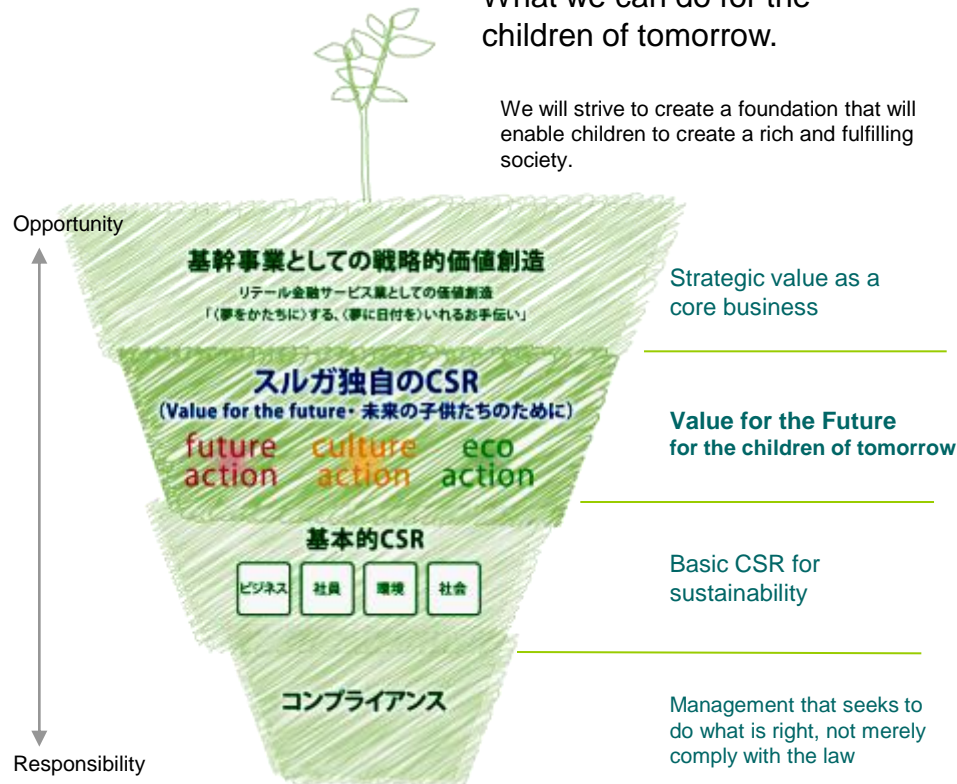 What we can do for the
children of tomorrow.
We will strive to create a foundation that will
enable children to create a rich and fulfilling
society.
Opportunity
基幹事業としての戦略的価値創造
リテール金融サービス業としての価値創造
「〈夢をかたちに〉する、〈夢に日付を〉いれるお手伝い」
Strategic value as a
core business
スルガ独自のCSR
(Value for the future・未来の子供たちのために)
future action
culture action
eco action
Value for the Future
for the children of tomorrow
基本的CSR
ビジネス 社員 環境 社会
Basic CSR for
sustainability
コンプライアンス
Management that seeks to
do what is right, not merely
comply with the law
Responsibility